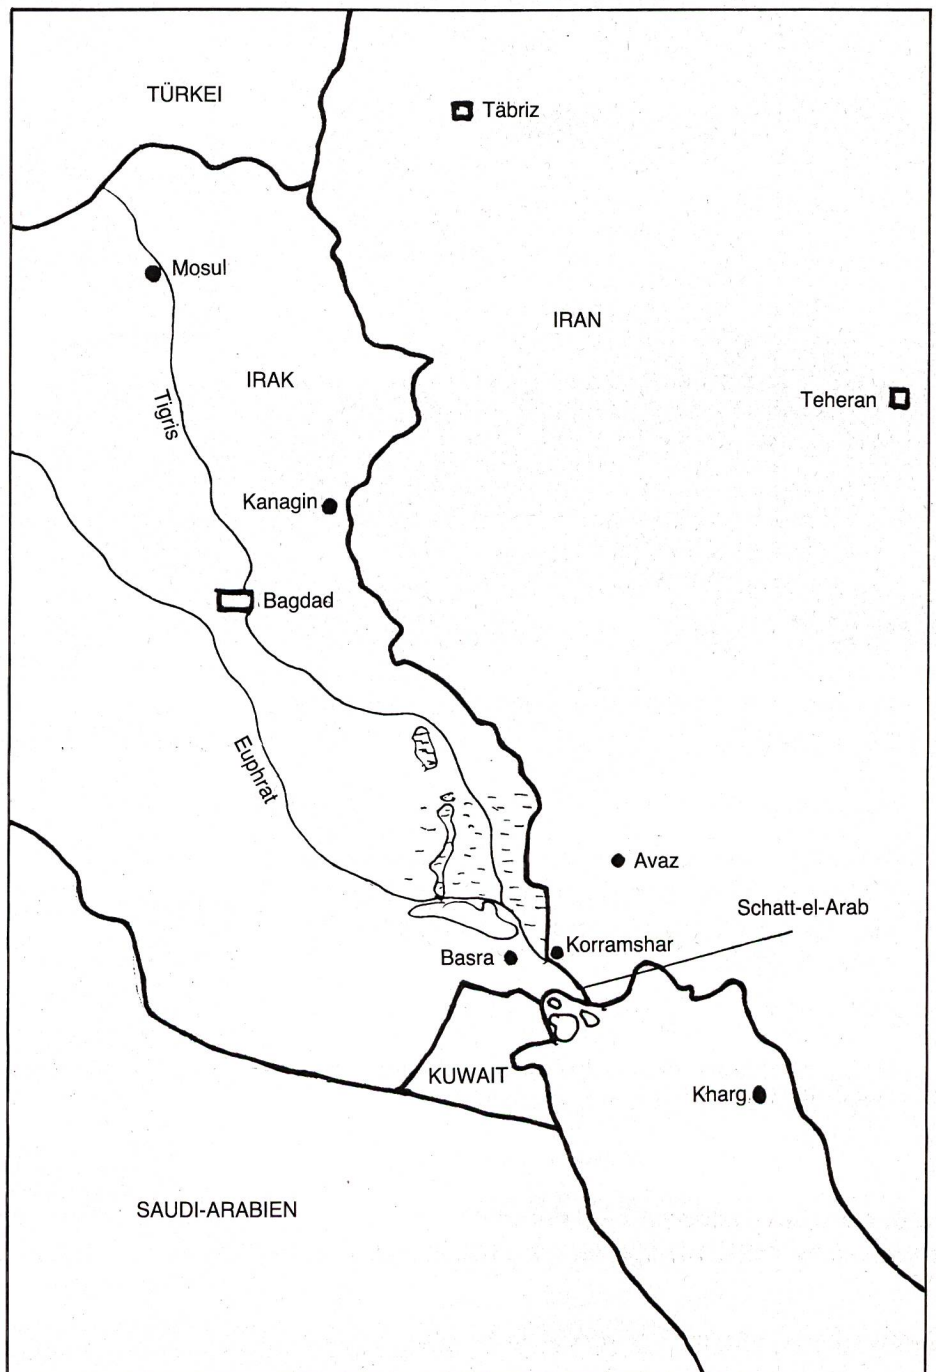 TÜRKEI
Täbriz
Mosul
IRAN
IRAK
Teheran
Tigris
Kanagin
Bagdad
Euphrat
Avaz
Schatt-el-Arab
Korramshar
Basra
KUWAIT
Kharg
SAUDI-ARABIEN